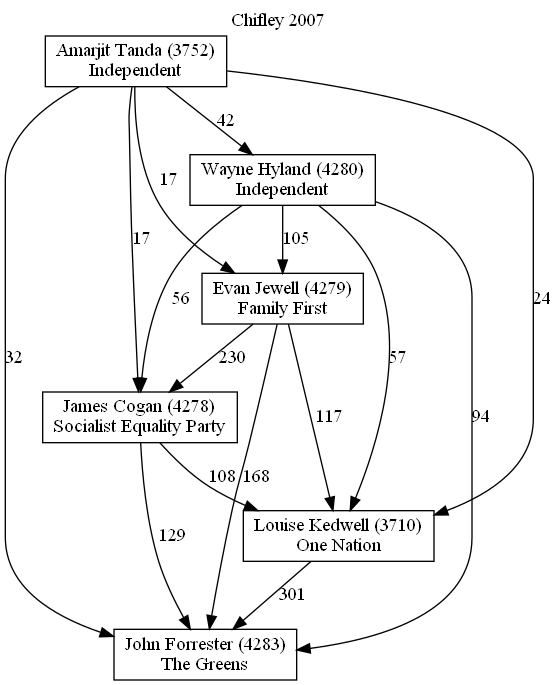 Chifley 2007
Amarjit Tanda (3752)
Independent
42
Wayne Hyland (4280)
Independent
17
17
105
24
Evan Jewell (4279)
Family First
56
32
230
57
James Cogan (4278)
Socialist Equality Party
117
94
108
168
Louise Kedwell (3710)
One Nation
129
301
John Forrester (4283)
The Greens